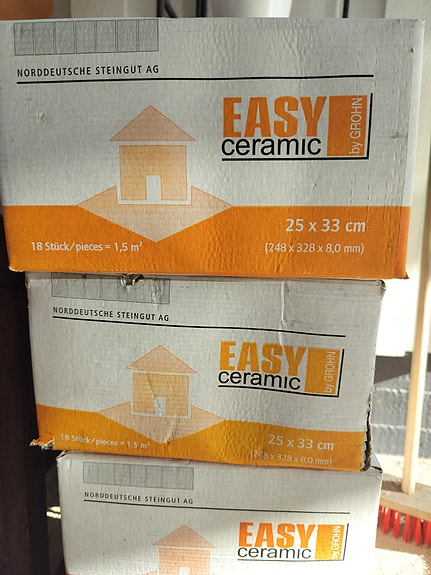 NORDDEUTSCHE STEINGUT AG
EASY
ceramic
by GROHN
25 x 33 cm
18 Stück/pieces = 1,5 m²
(248 x 328 x 8,0 mm)
NORDDEUTSCHE STEINGUT AG
EASY
ceramic
by GROHN
25 x 33 cm
18 Stück/pieces = 1,5 m²
(248 x 328 x 8,0 mm)
NORDDEUTSCHE STEINGUT AG
EASY
ceramic
by GROHN